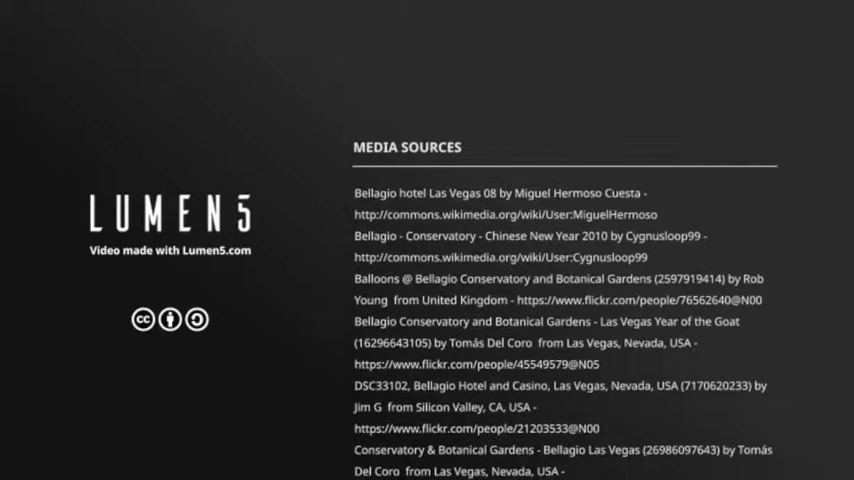 MEDIA SOURCES
Bellagio hotel Las Vegas 08 by Miguel Hermoso Cuesta -
http://commons.wikimedia.org/wiki/User:MiguelHermoso
Bellagio - Conservatory - Chinese New Year 2010 by Cygnusloop99 -
http://commons.wikimedia.org/wiki/User:Cygnusloop99
Balloons @ Bellagio Conservatory and Botanical Gardens (2597919414) by Rob
Young from United Kingdom - https://www.flickr.com/people/76562640@N00
Bellagio Conservatory and Botanical Gardens - Las Vegas Year of the Goat
(16296643105) by Tomás Del Coro from Las Vegas, Nevada, USA -
https://www.flickr.com/people/45549579@N05
DSC33102, Bellagio Hotel and Casino, Las Vegas, Nevada, USA (7170620233) by
Jim G from Silicon Valley, CA, USA -
https://www.flickr.com/people/21203533@N00
Conservatory & Botanical Gardens - Bellagio Las Vegas (26986097643) by Tomás
Del Coro from Las Vegas, Nevada, USA -
LUMEN5
Video made with Lumen5.com
cc